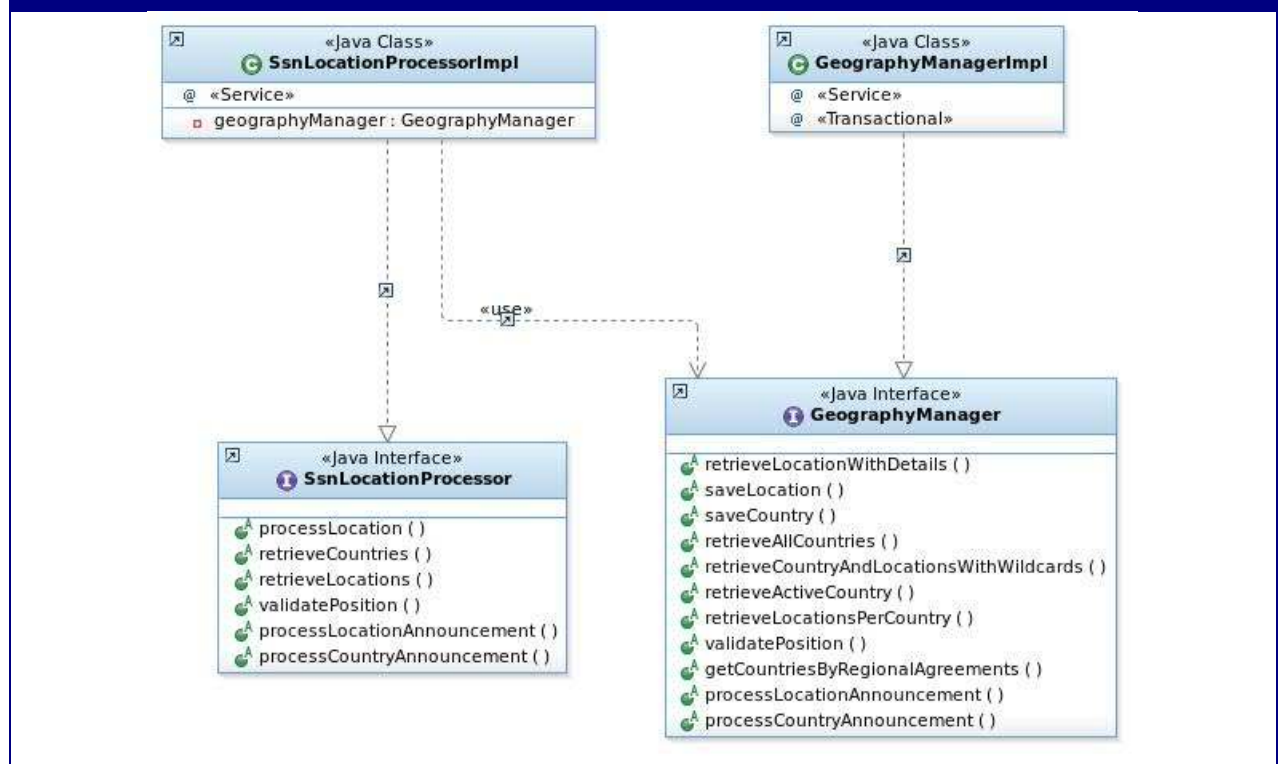 «Java Class»
SsnLocationProcessorImpl
@ «Service»
geographyManager : GeographyManager
«Java Class»
GeographyManagerImpl
@ «Service»
@ «Transactional»
«use»
«Java Interface»
SsnLocationProcessor
processLocation ( )
retrieveCountries ( )
retrieveLocations ( )
validatePosition ( )
processLocationAnnouncement ( )
processCountryAnnouncement ( )
«Java Interface»
GeographyManager
retrieveLocationWithDetails ( )
saveLocation ( )
saveCountry ( )
retrieveAllCountries ( )
retrieveCountryAndLocationsWithWildcards ( )
retrieveActiveCountry ( )
retrieveLocationsPerCountry ( )
validatePosition ( )
getCountriesByRegionalAgreements ( )
processLocationAnnouncement ( )
processCountryAnnouncement ( )